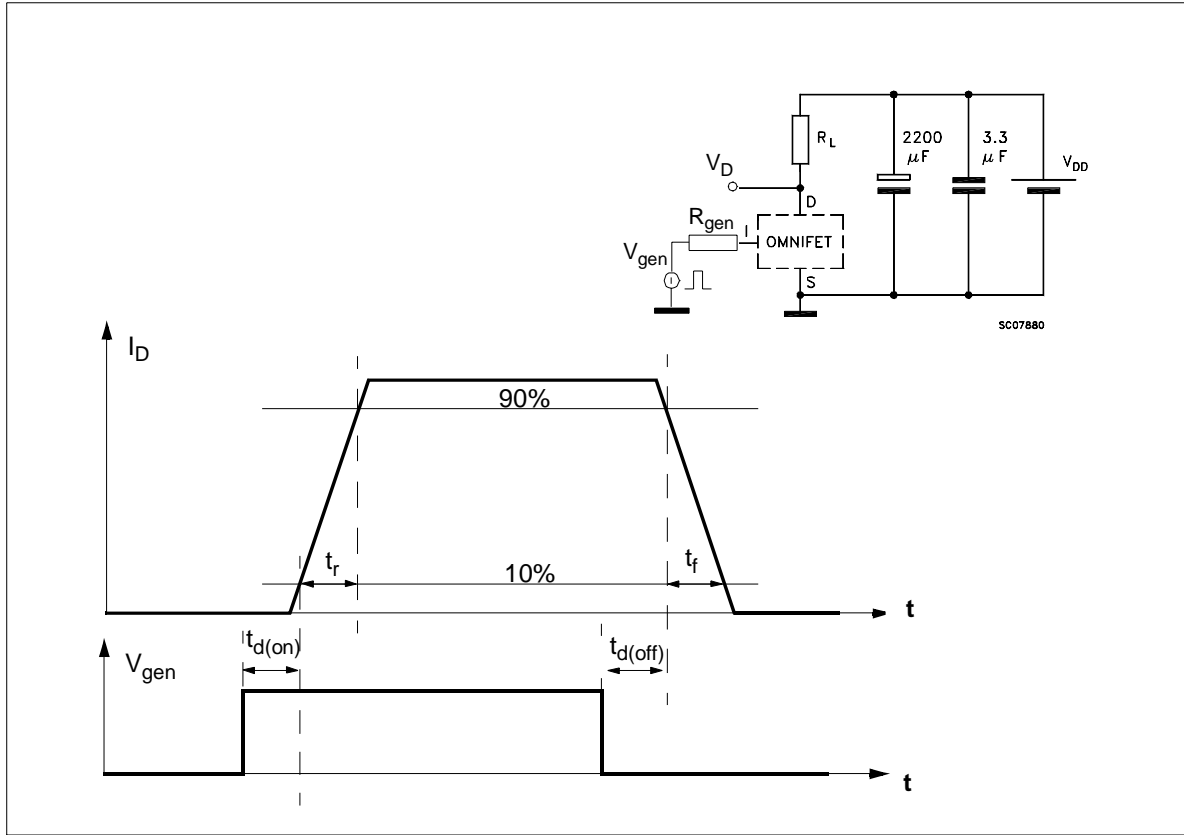 R_L
2200 µF
3.3 µF
V_DD
V_D
D
R_gen
I
OMNIFET
V_gen
S
SC07880
I_D
90%
t_r
10%
t_f
t
t_d(on)
t_d(off)
V_gen
t